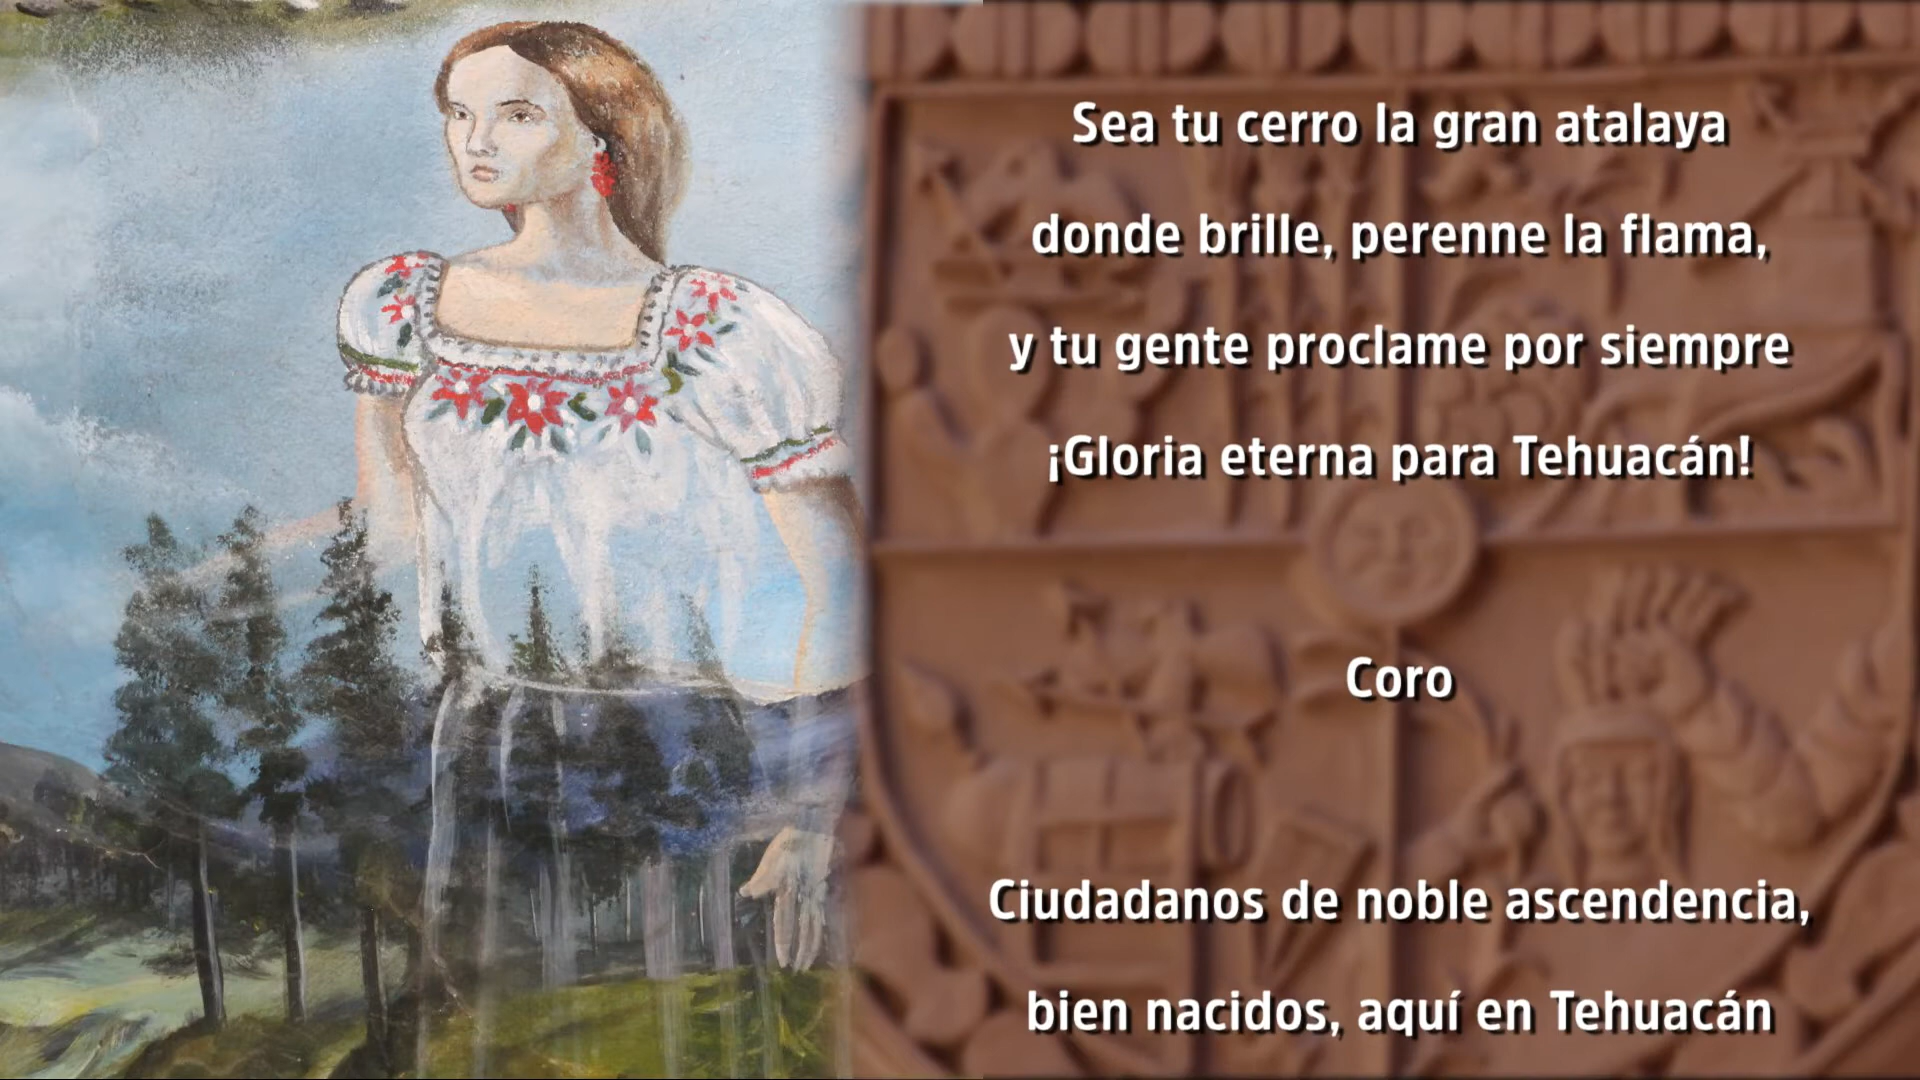 Sea tu cerro la gran atalaya
donde brille, perenne la flama,
y tu gente proclame por siempre
¡Gloria eterna para Tehuacán!
Coro
Ciudadanos de noble ascendencia,
bien nacidos, aquí en Tehuacán